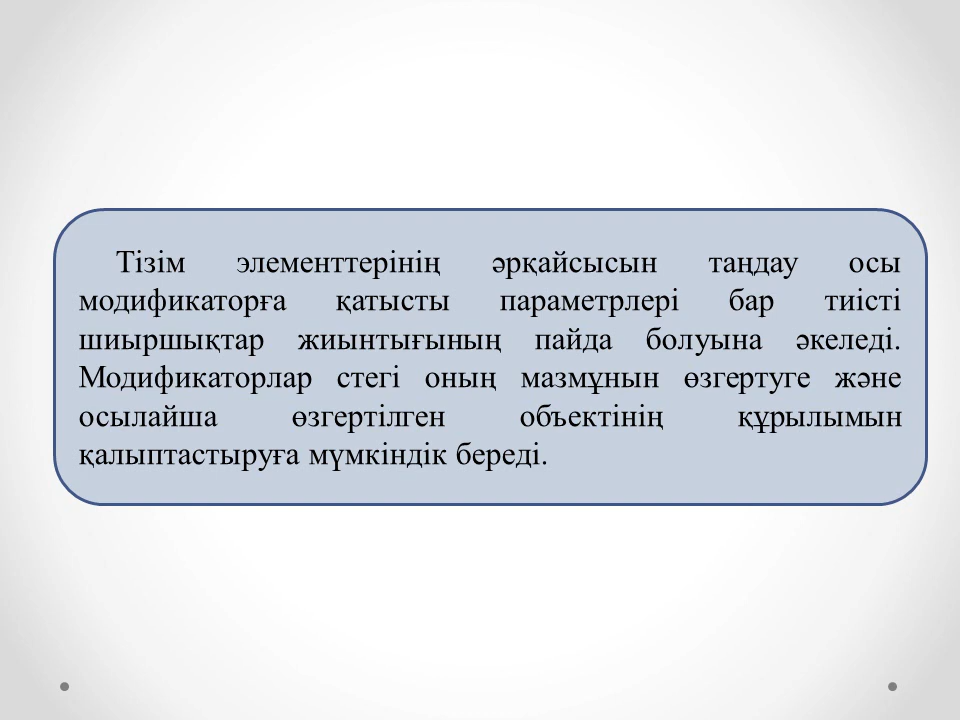 Тізім элементтерінің әрқайсысын таңдау осы
модификаторға қатысты параметрлері бар тиісті
шиыршықтар жиынтығының пайда болуына әкеледі.
Модификаторлар стегі оның мазмұнын өзгертуге және
осылайша өзгертілген объектінің құрылымын
қалыптастыруға мүмкіндік береді.